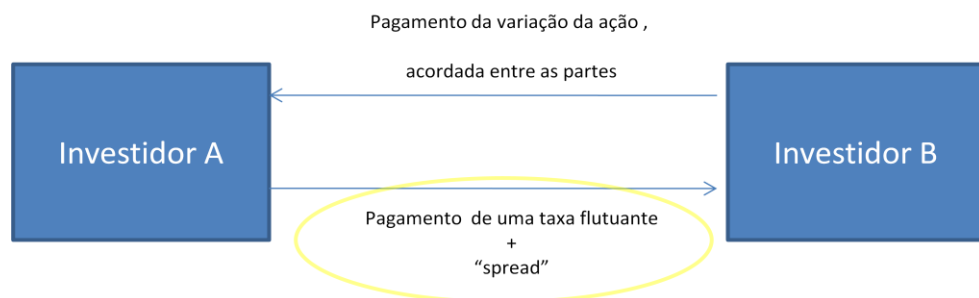 Pagamento da variação da ação ,
acordada entre as partes
Investidor A
Investidor B
Pagamento de uma taxa flutuante
+
“spread”